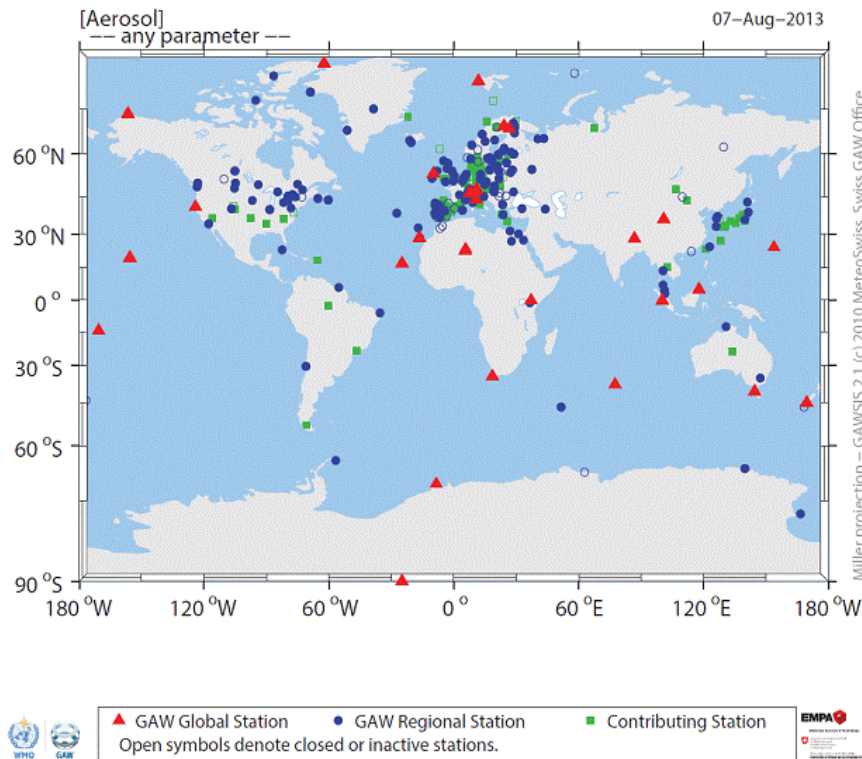 [Aerosol]
–– any parameter ––
07–Aug–2013
60 °N
30 °N
0 °
30 °S
60 °S
90 °S
180 °W
120 °W
60 °W
0 °
60 °E
120 °E
180 °W
Miller projection – GAWSIS 2.1 (c) 2010 MeteoSwiss, Swiss GAW Office
GAW Global Station
GAW Regional Station
Contributing Station
Open symbols denote closed or inactive stations.
WMO
GAW
EMPA